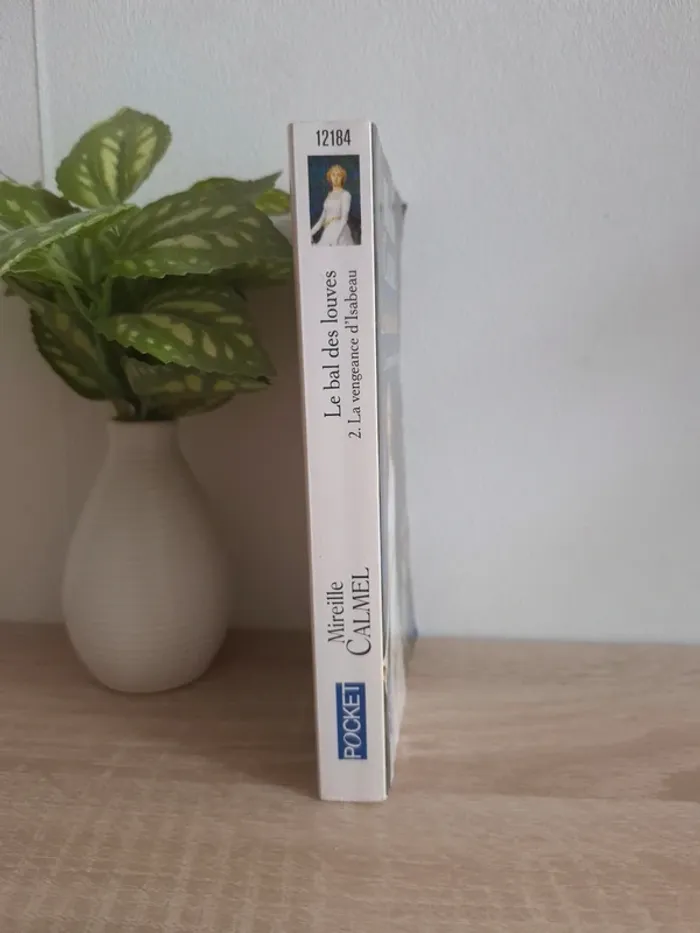 12184
Le bal des louves
2. La vengeance d'Isabeau
Mireille
CALMEL
POCKET